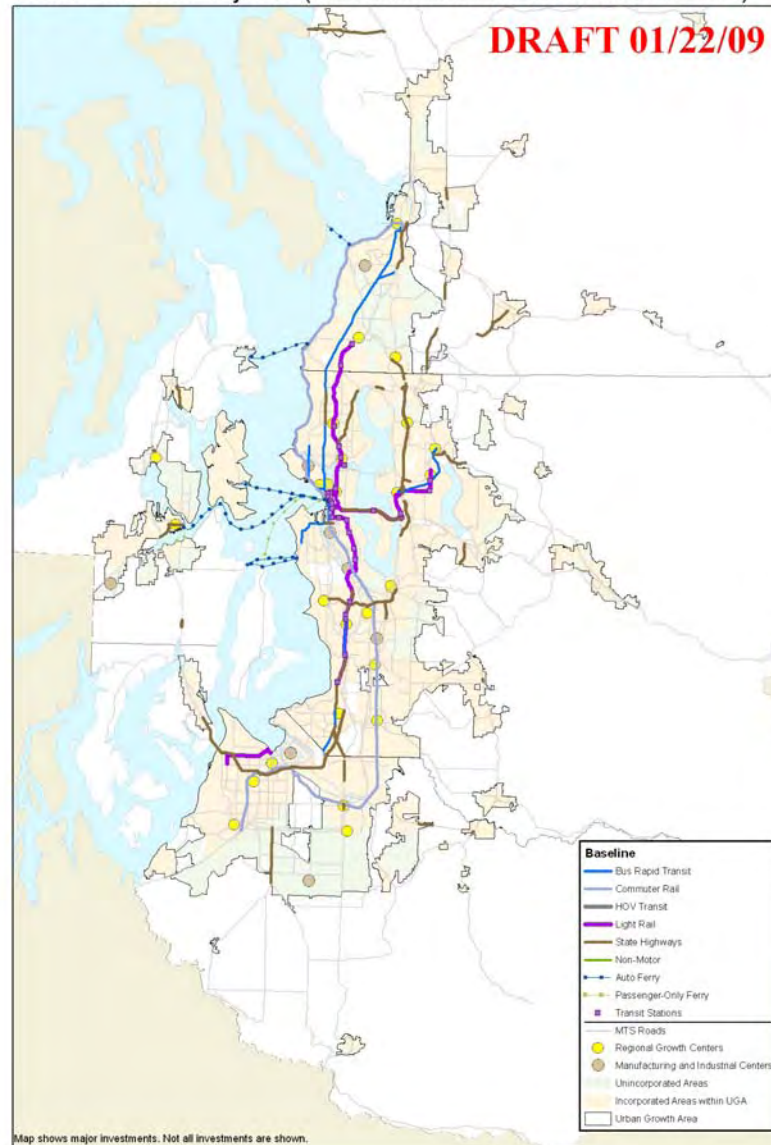 DRAFT 01/22/09
Baseline
Bus Rapid Transit
Commuter Rail
HOV Transit
Light Rail
State Highways
Non-Motor
Auto Ferry
Passenger-Only Ferry
Transit Stations
MTS Roads
Regional Growth Centers
Manufacturing and Industrial Centers
Unincorporated Areas
Incorporated Areas within UGA
Urban Growth Area
Map shows major investments. Not all investments are shown.